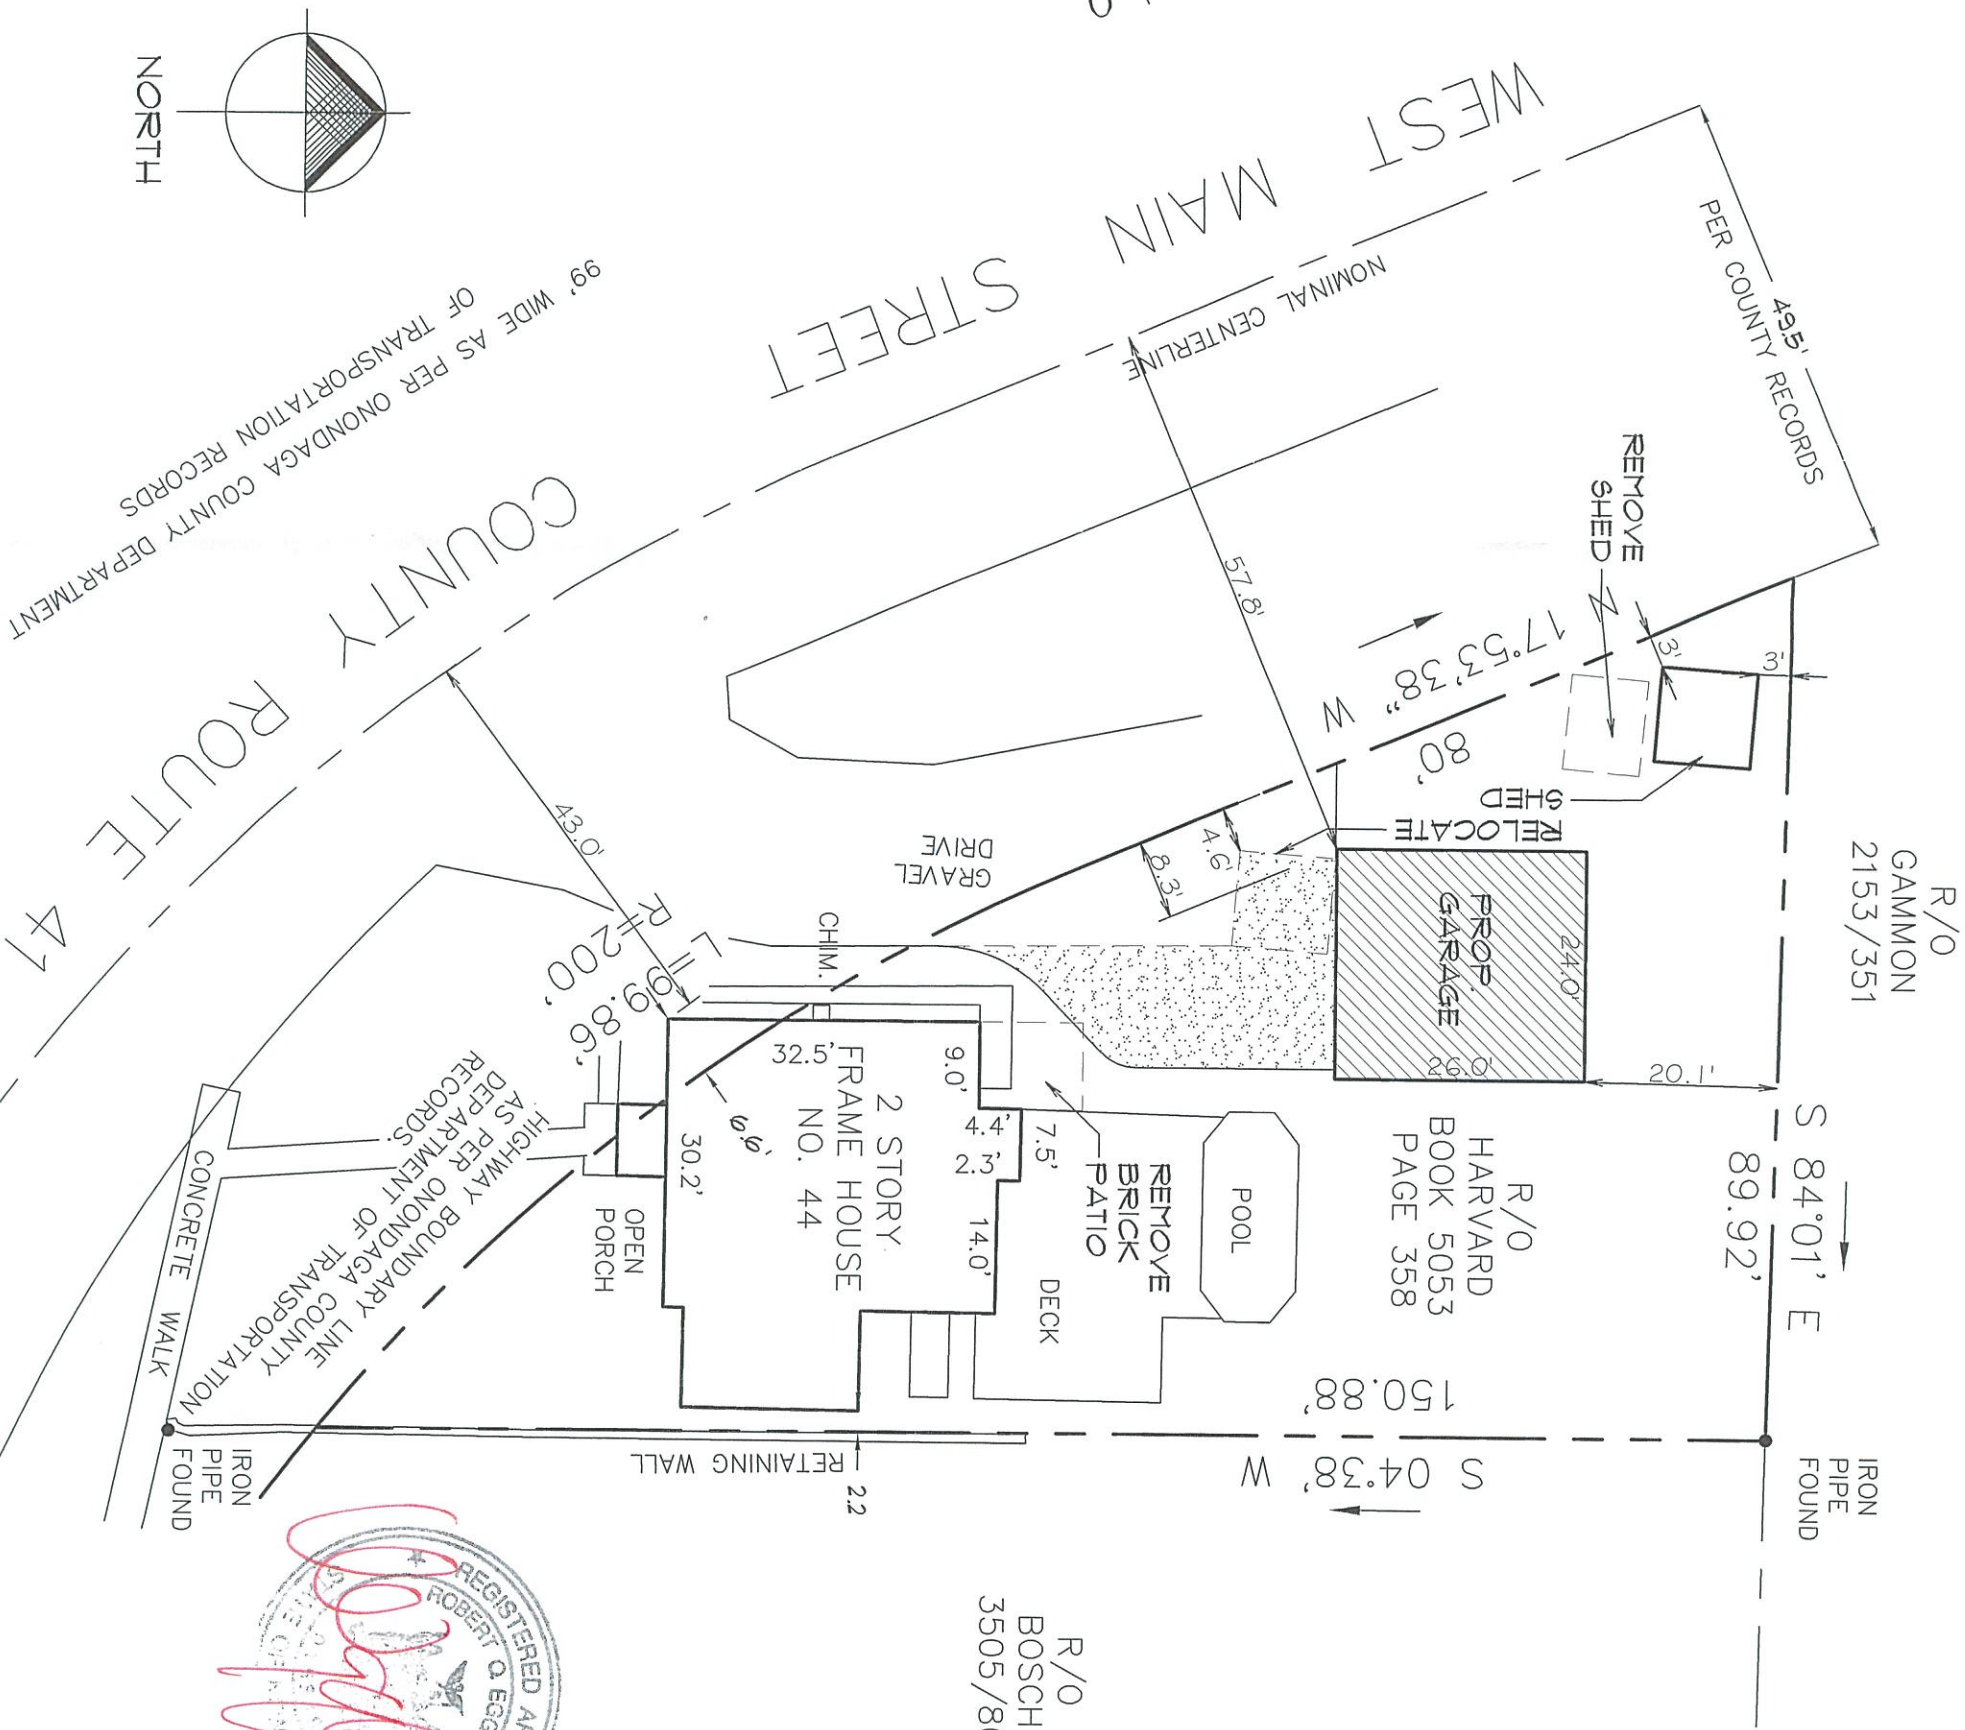 NORTH
WEST MAIN STREET
NOMINAL CENTERLINE
COUNTY ROUTE 41
99' WIDE AS PER ONONDAGA COUNTY DEPARTMENT
OF TRANSPORTATION RECORDS
49.5'
PER COUNTY RECORDS
REMOVE
SHED
N 17°53'38" W
80'
3'
3'
RELOCATE
SHED
57.8'
43.0'
4.6'
8.3'
GRAVEL
DRIVE
R=200'
L=99.86'
CHIM.
PROP.
GARAGE
24.0'
26.0'
20.1'
R/O
GAMMON
2153/351
S 84°01' E
89.92'
R/O
HARVARD
BOOK 5053
PAGE 358
POOL
REMOVE
BRICK
PATIO
DECK
2 STORY
FRAME HOUSE
NO. 44
32.5'
9.0'
4.4'
7.5'
2.3'
14.0'
30.2'
6.6'
OPEN
PORCH
HIGHWAY BOUNDARY LINE
AS PER ONONDAGA COUNTY
DEPARTMENT OF TRANSPORTATION
RECORDS.
CONCRETE WALK
IRON
PIPE
FOUND
RETAINING WALL
2.2
150.88'
S 04°38' W
IRON
PIPE
FOUND
R/O
BOSCH
REGISTERED
ROBERT Q.